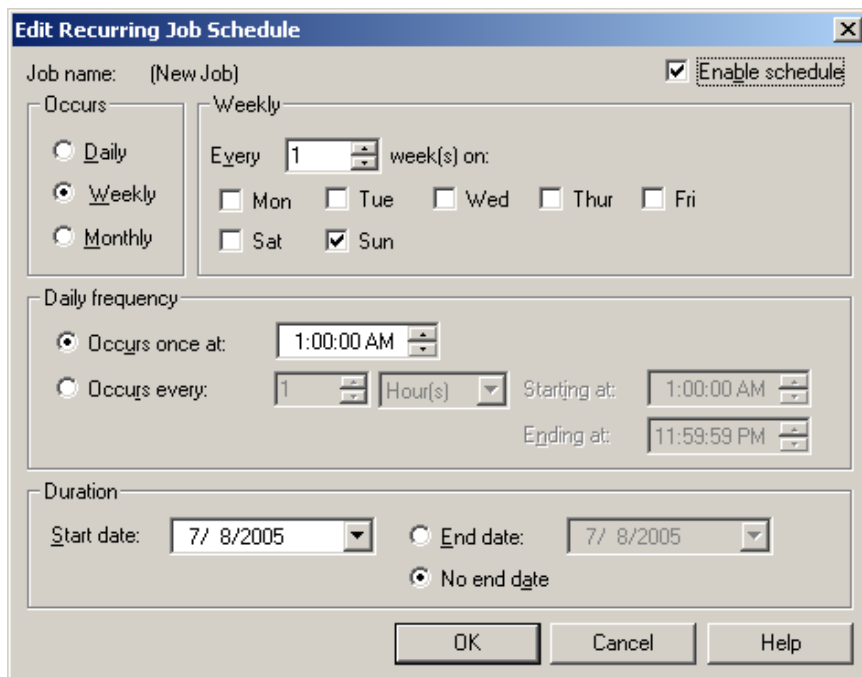 Edit Recurring Job Schedule
Job name: (New Job) Enable schedule
Occurs
Daily
Weekly
Monthly
Weekly
Every 1 week(s) on:
Mon Tue Wed Thur Fri
Sat Sun
Daily frequency
Occurs once at: 1:00:00 AM
Occurs every: 1 Hour(s) Starting at: 1:00:00 AM
Ending at: 11:59:59 PM
Duration
Start date: 7/ 8/2005 End date: 7/ 8/2005
No end date
OK Cancel Help